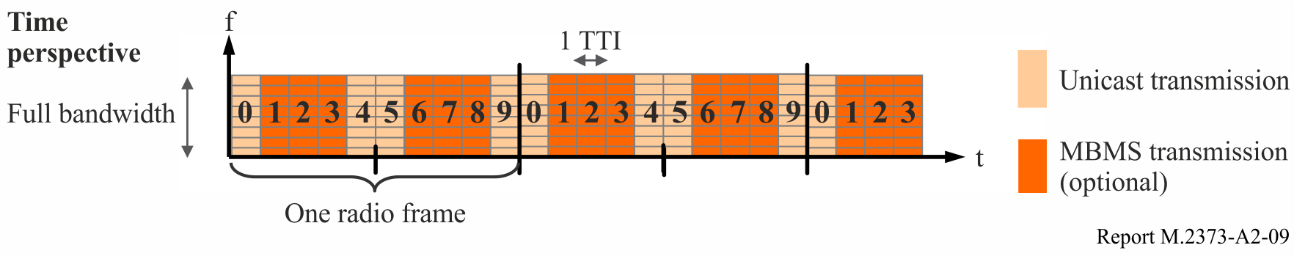 Time
perspective
f
1 TTI
Full bandwidth
0 1 2 3 4 5 6 7 8 9 0 1 2 3 4 5 6 7 8 9 0 1 2 3
t
One radio frame
Unicast transmission
MBMS transmission
(optional)
Report M.2373-A2-09